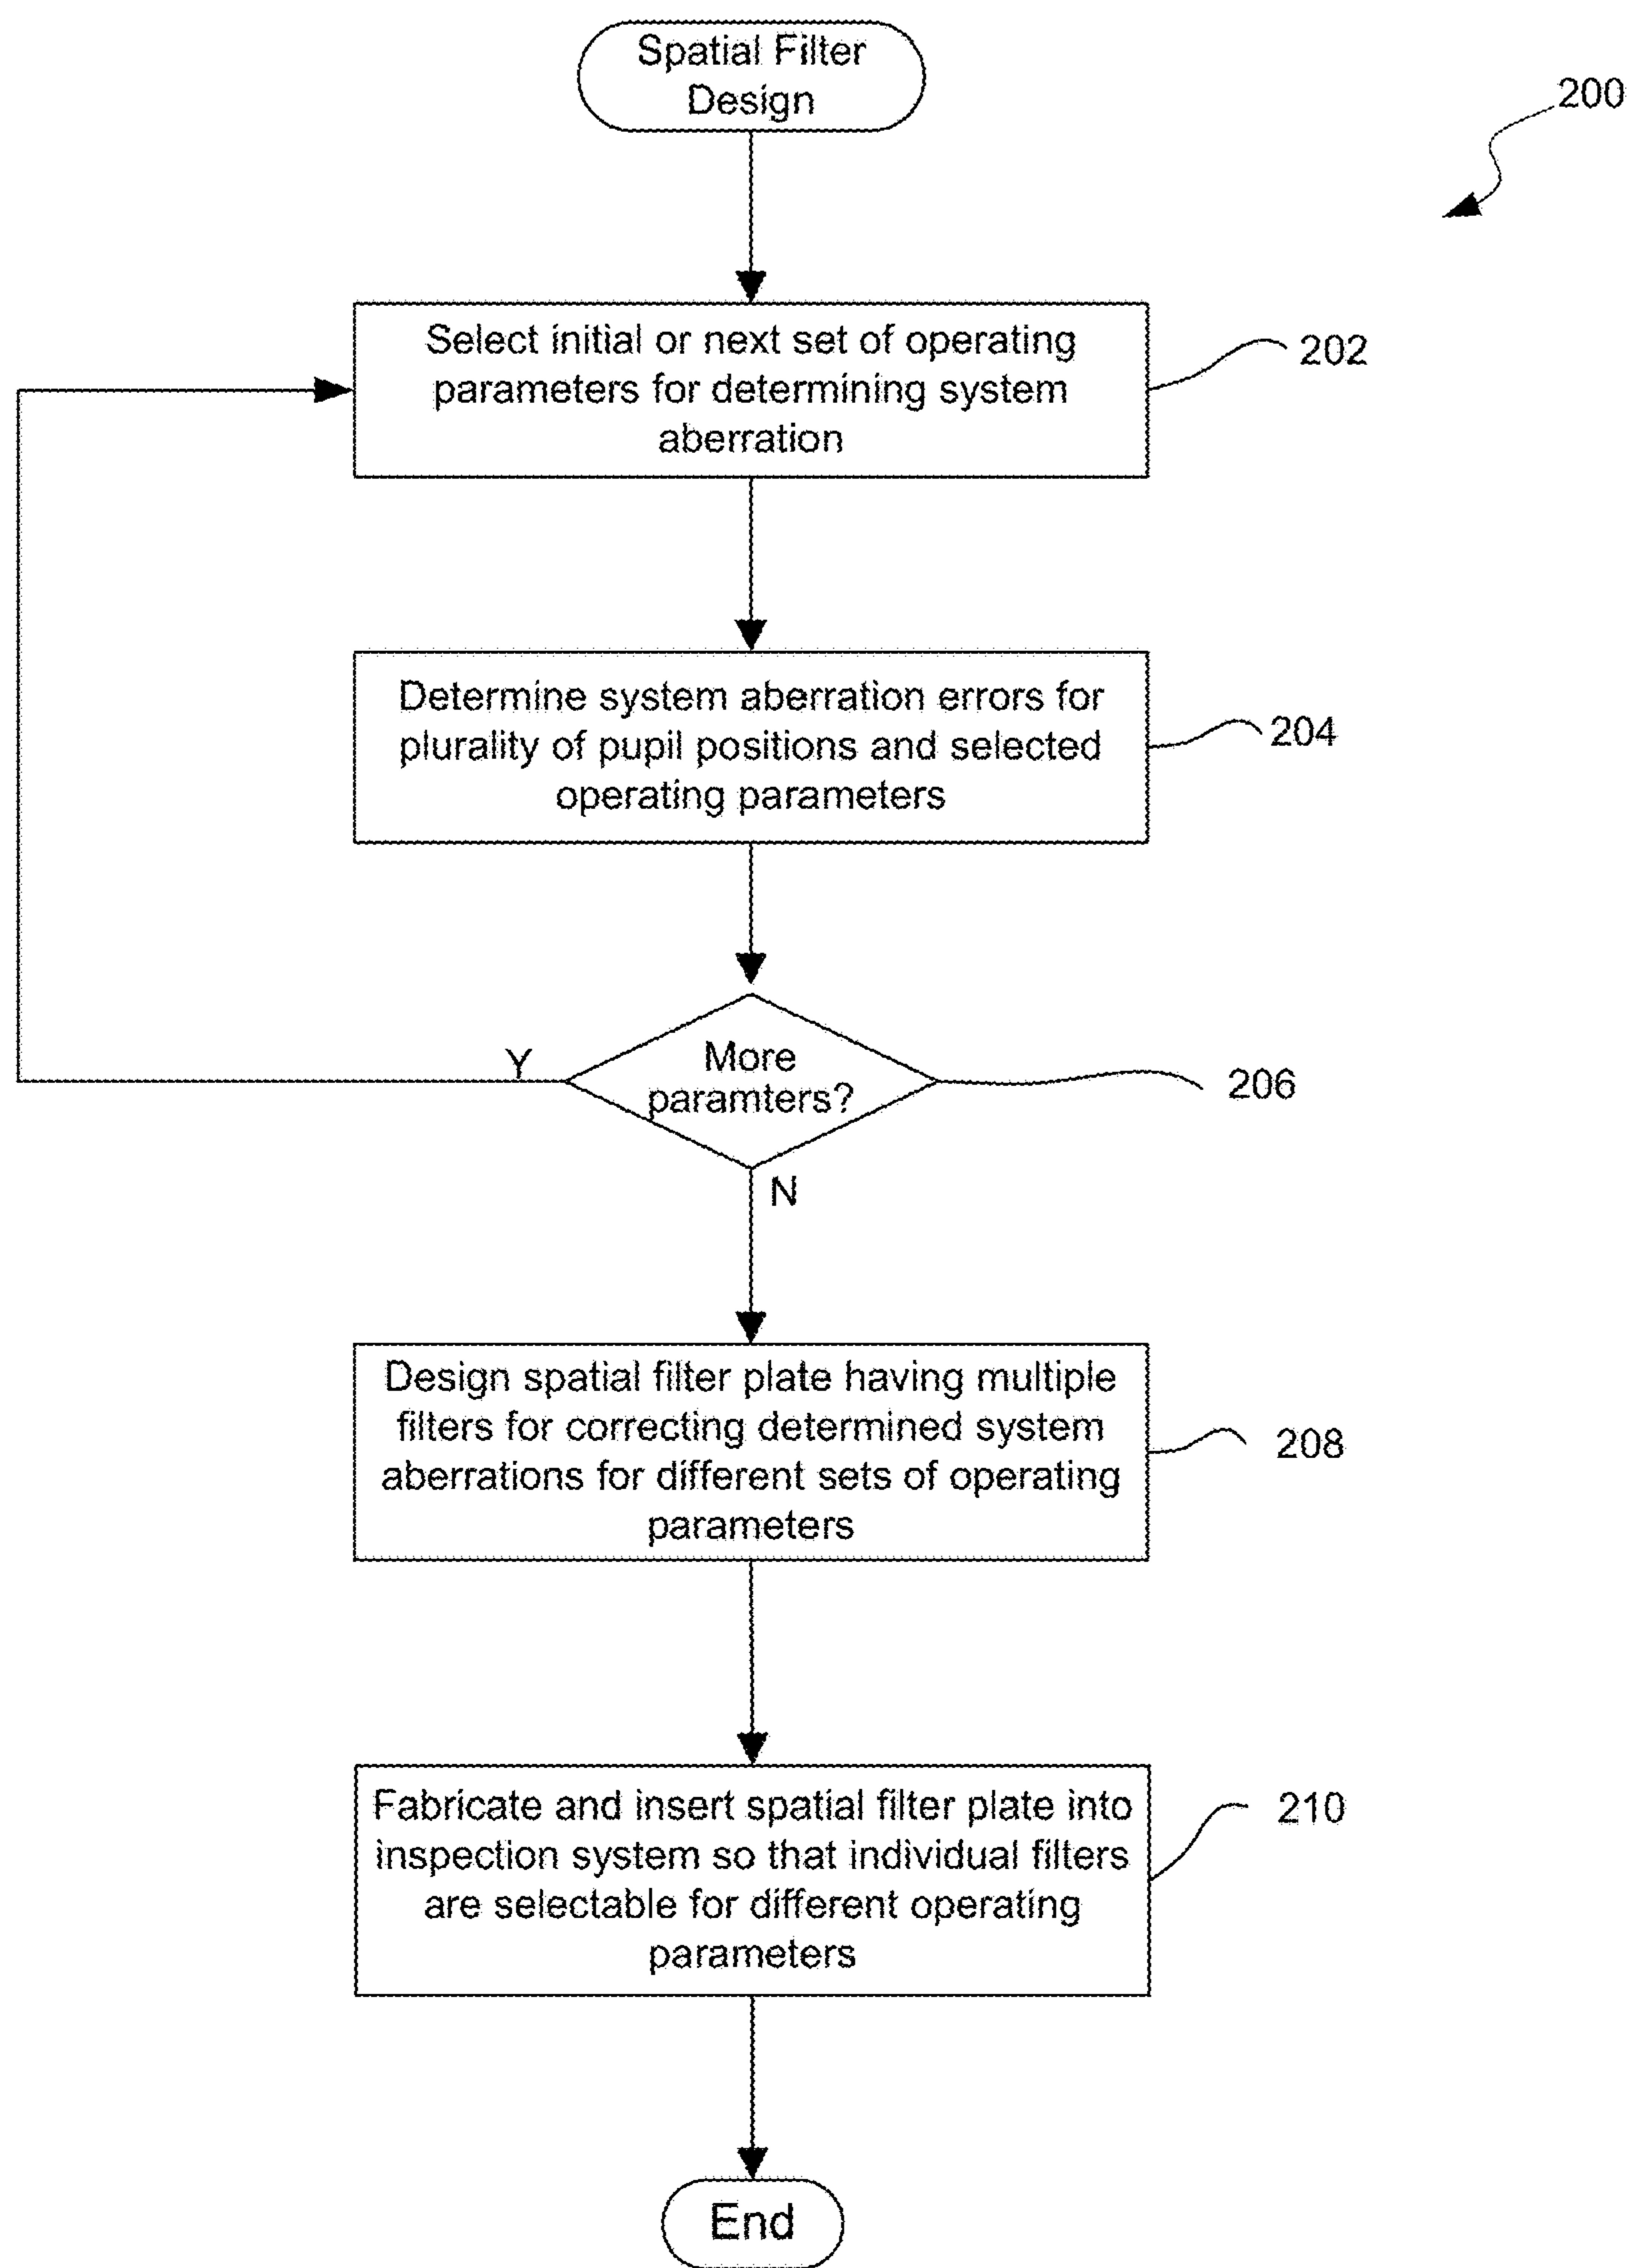 Spatial Filter
Design
200
Select initial or next set of operating
parameters for determining system
aberration
202
Determine system aberration errors for
plurality of pupil positions and selected
operating parameters
204
More
paramters?
Y
206
N
Design spatial filter plate having multiple
filters for correcting determined system
aberrations for different sets of operating
parameters
208
Fabricate and insert spatial filter plate into
inspection system so that individual filters
are selectable for different operating
parameters
210
End